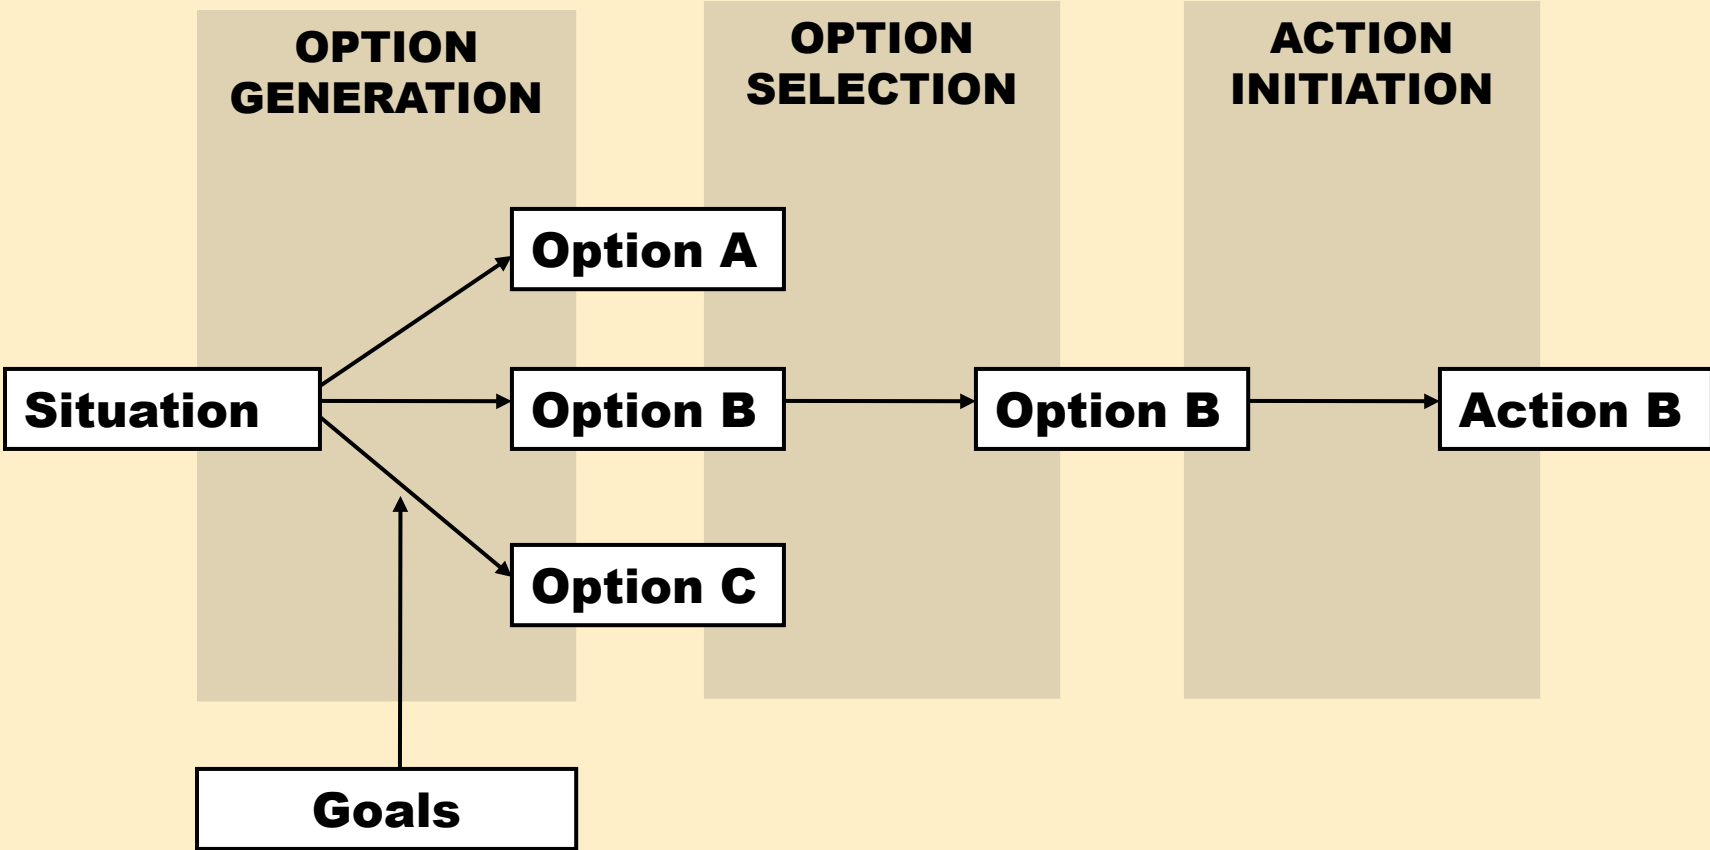 OPTION
GENERATION
OPTION
SELECTION
ACTION
INITIATION
Option A
Situation
Option B
Option B
Action B
Option C
Goals